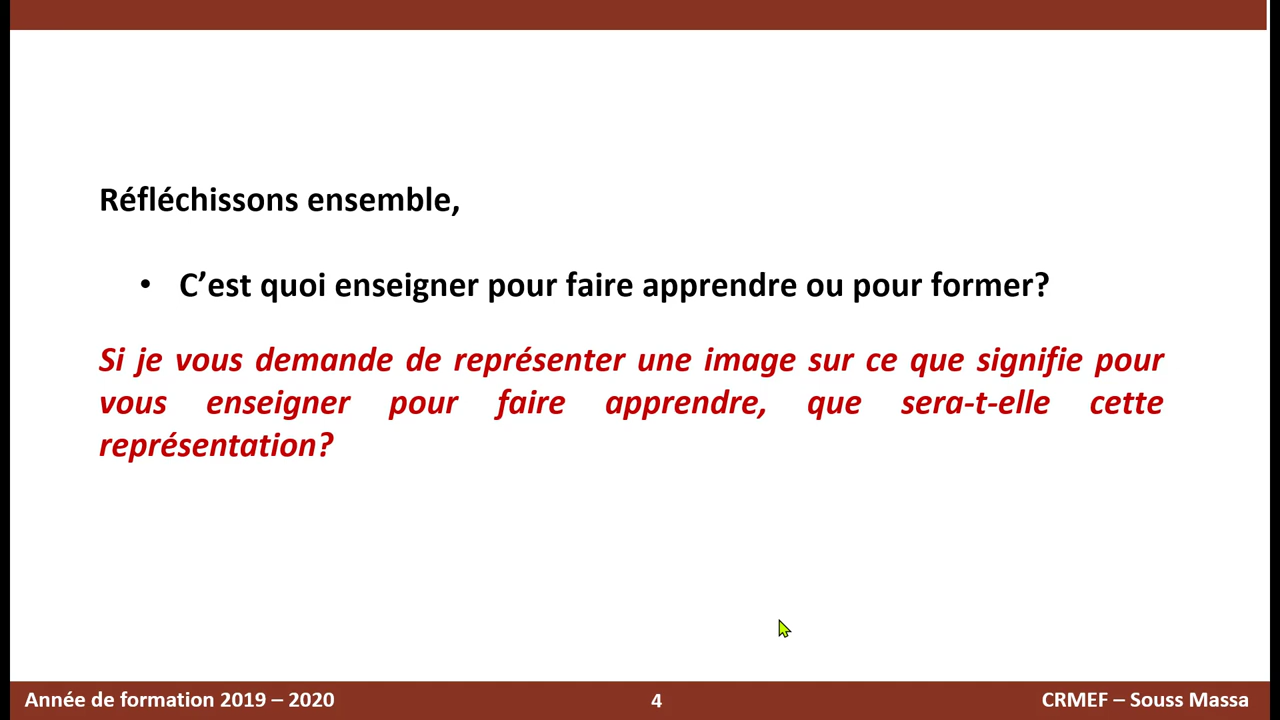 Réfléchissons ensemble,
• C’est quoi enseigner pour faire apprendre ou pour former?
Si je vous demande de représenter une image sur ce que signifie pour
vous enseigner pour faire apprendre, que sera-t-elle cette
représentation?
Année de formation 2019 – 2020
4
CRMEF – Souss Massa